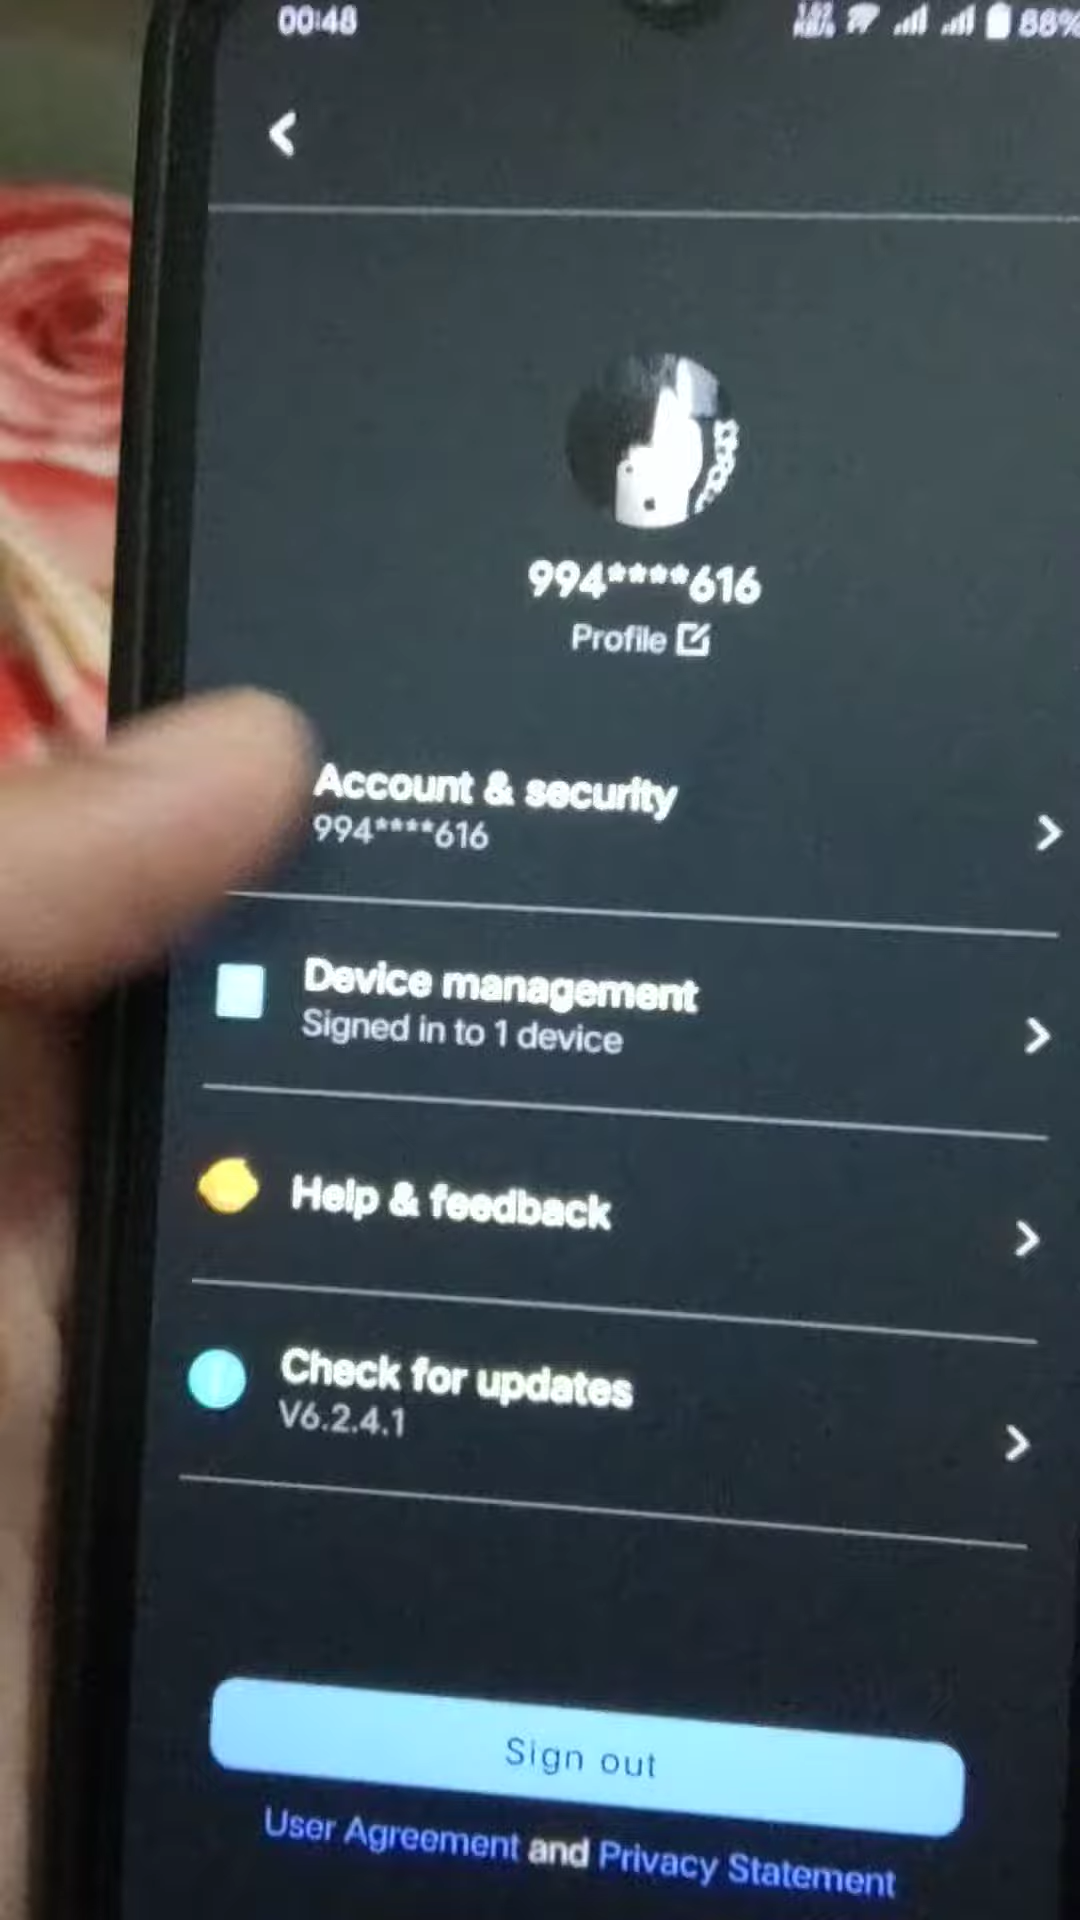 00:48
88%
994****616
Profile
Account & security
994****616
Device management
Signed in to 1 device
Help & feedback
Check for updates
V6.2.4.1
Sign out
User Agreement and Privacy Statement